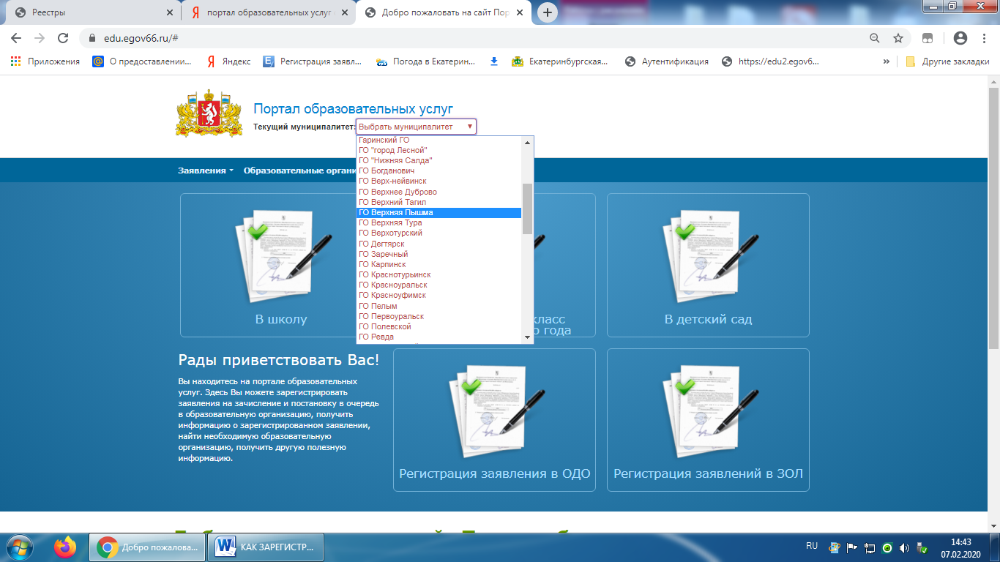 Реестры
портал образовательных услуг
Добро пожаловать на сайт Пор
edu.egov66.ru/#
Приложения
О предоставлении...
Яндекс
Регистрация заявл...
Погода в Екатерин...
Екатеринбургская...
Аутентификация
https://edu2.egov6...
»
Другие закладки
Портал образовательных услуг
Текущий муниципалитет:
Выбрать муниципалитет
Гаринский ГО
ГО "город Лесной"
ГО "Нижняя Салда"
ГО Богданович
ГО Верх-нейвинск
ГО Верхнее Дуброво
ГО Верхний Тагил
ГО Верхняя Пышма
ГО Верхняя Тура
ГО Верхотурский
ГО Дегтярск
ГО Заречный
ГО Карпинск
ГО Краснотурьинск
ГО Красноуральск
ГО Красноуфимск
ГО Пелым
ГО Первоуральск
ГО Полевской
ГО Ревда
Заявления
Образовательные органи
В школу
класс
о года
В детский сад
Рады приветствовать Вас!
Вы находитесь на портале образовательных
услуг. Здесь Вы можете зарегистрировать
заявления на зачисление и постановку в очередь
в образовательную организацию, получить
информацию о зарегистрированном заявлении,
найти необходимую образовательную
организацию, получить другую полезную
информацию.
Регистрация заявления в ОДО
Регистрация заявлений в ЗОЛ
Добро пожалова...
КАК ЗАРЕГИСТР...
RU
14:43
07.02.2020